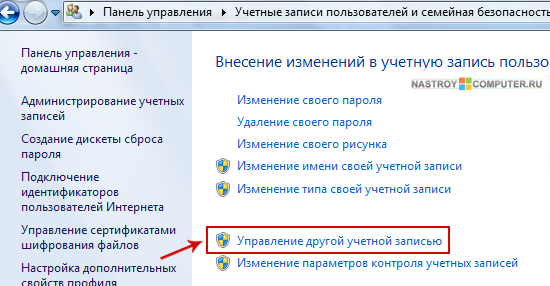 Панель управления ▸ Учетные записи пользователей и семейная безопасность
Панель управления -
домашняя страница
Администрирование учетных
записей
Создание дискеты сброса
пароля
Подключение
идентификаторов
пользователей Интернета
Управление сертификатами
шифрования файлов
Настройка дополнительных
свойств профиля
Внесение изменений в учетную запись пользо
NASTROY COMPUTER.RU
Изменение своего пароля
Удаление своего пароля
Изменение своего рисунка
Изменение имени своей учетной записи
Изменение типа своей учетной записи
Управление другой учетной записью
Изменение параметров контроля учетных записей